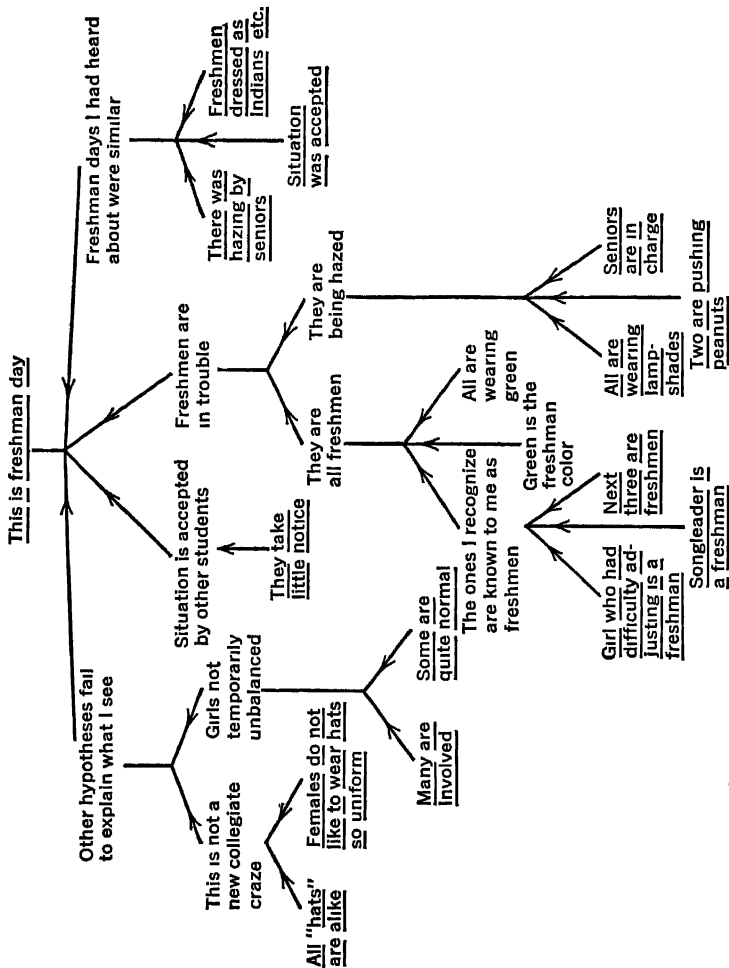 This is freshman day
Other hypotheses fail
to explain what I see
Situation is accepted
by other students
Freshmen are
in trouble
Freshman days I had heard
about were similar
This is not a
new collegiate
craze
Girls not
temporarily
unbalanced
They take
little notice
They are
all freshmen
They are
being hazed
There was
hazing by
seniors
Situation
was accepted
Freshmen
dressed as
Indians etc.
All "hats"
are alike
Females do not
like to wear hats
so uniform
Many are
involved
Some are
quite normal
The ones I recognize
are known to me as
freshmen
Green is the
freshman
color
All are
wearing
green
All are
wearing
lamp-
shades
Two are pushing
peanuts
Seniors
are in
charge
Girl who had
difficulty ad-
justing is a
freshman
Songleader is
a freshman
Next
three are
freshmen